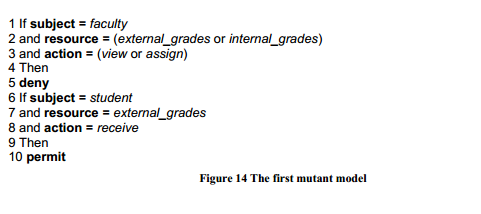 1 If subject = faculty
2 and resource = (external_grades or internal_grades)
3 and action = (view or assign)
4 Then
5 deny
6 If subject = student
7 and resource = external_grades
8 and action = receive
9 Then
10 permit
Figure 14 The first mutant model